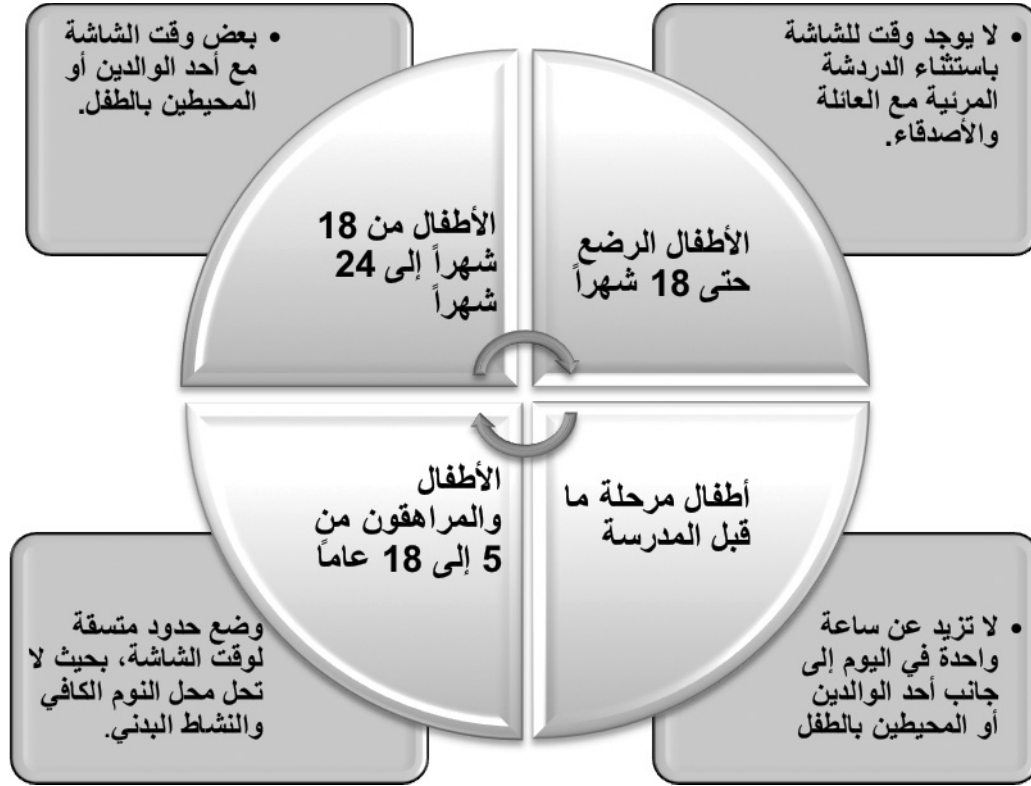 • لا يوجد وقت للشاشة
باستثناء الدردشة
المرئية مع العائلة
والأصدقاء.
الأطفال الرضع
حتى 18 شهراً
• بعض وقت الشاشة
مع أحد الوالدين أو
المحيطين بالطفل.
الأطفال من 18
شهراً إلى 24
شهراً
أطفال مرحلة ما
قبل المدرسة
• لا تزيد عن ساعة
واحدة في اليوم إلى
جانب أحد الوالدين
أو المحيطين بالطفل
الأطفال
والمراهقون من
5 إلى 18 عاماً
وضع حدود متسقة
لوقت الشاشة، بحيث لا
تحل محل النوم الكافي
والنشاط البدني.